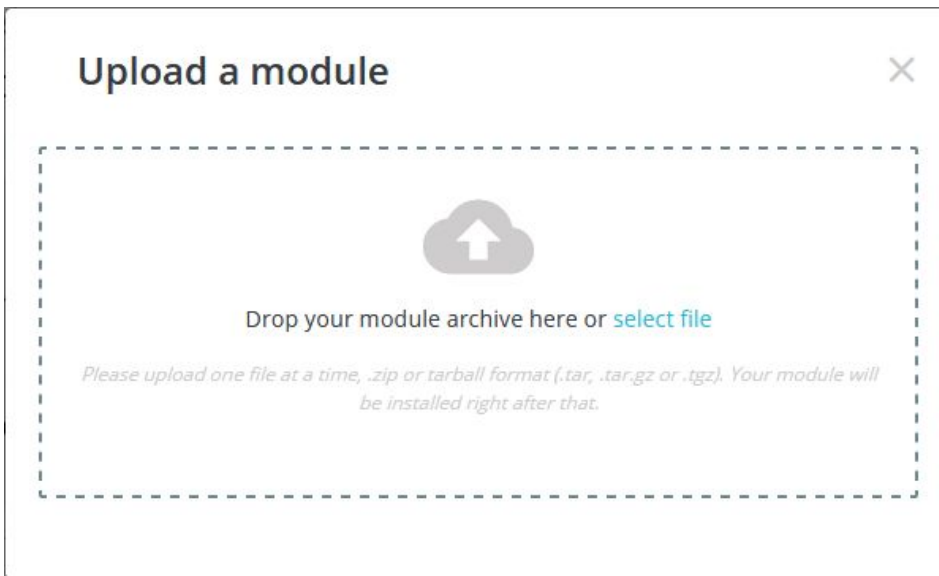 Upload a module
Drop your module archive here or select file
Please upload one file at a time, .zip or tarball format (.tar, .tar.gz or .tgz). Your module will
be installed right after that.